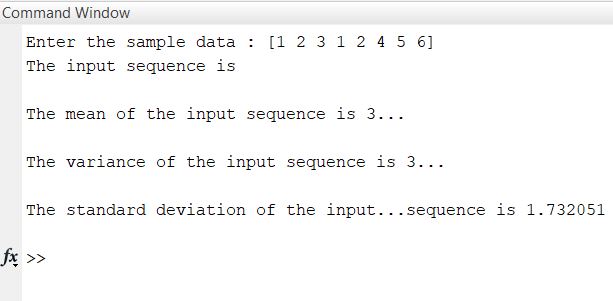 Command Window
Enter the sample data : [1 2 3 1 2 4 5 6]
The input sequence is
The mean of the input sequence is 3...
The variance of the input sequence is 3...
The standard deviation of the input...sequence is 1.732051
fx >>